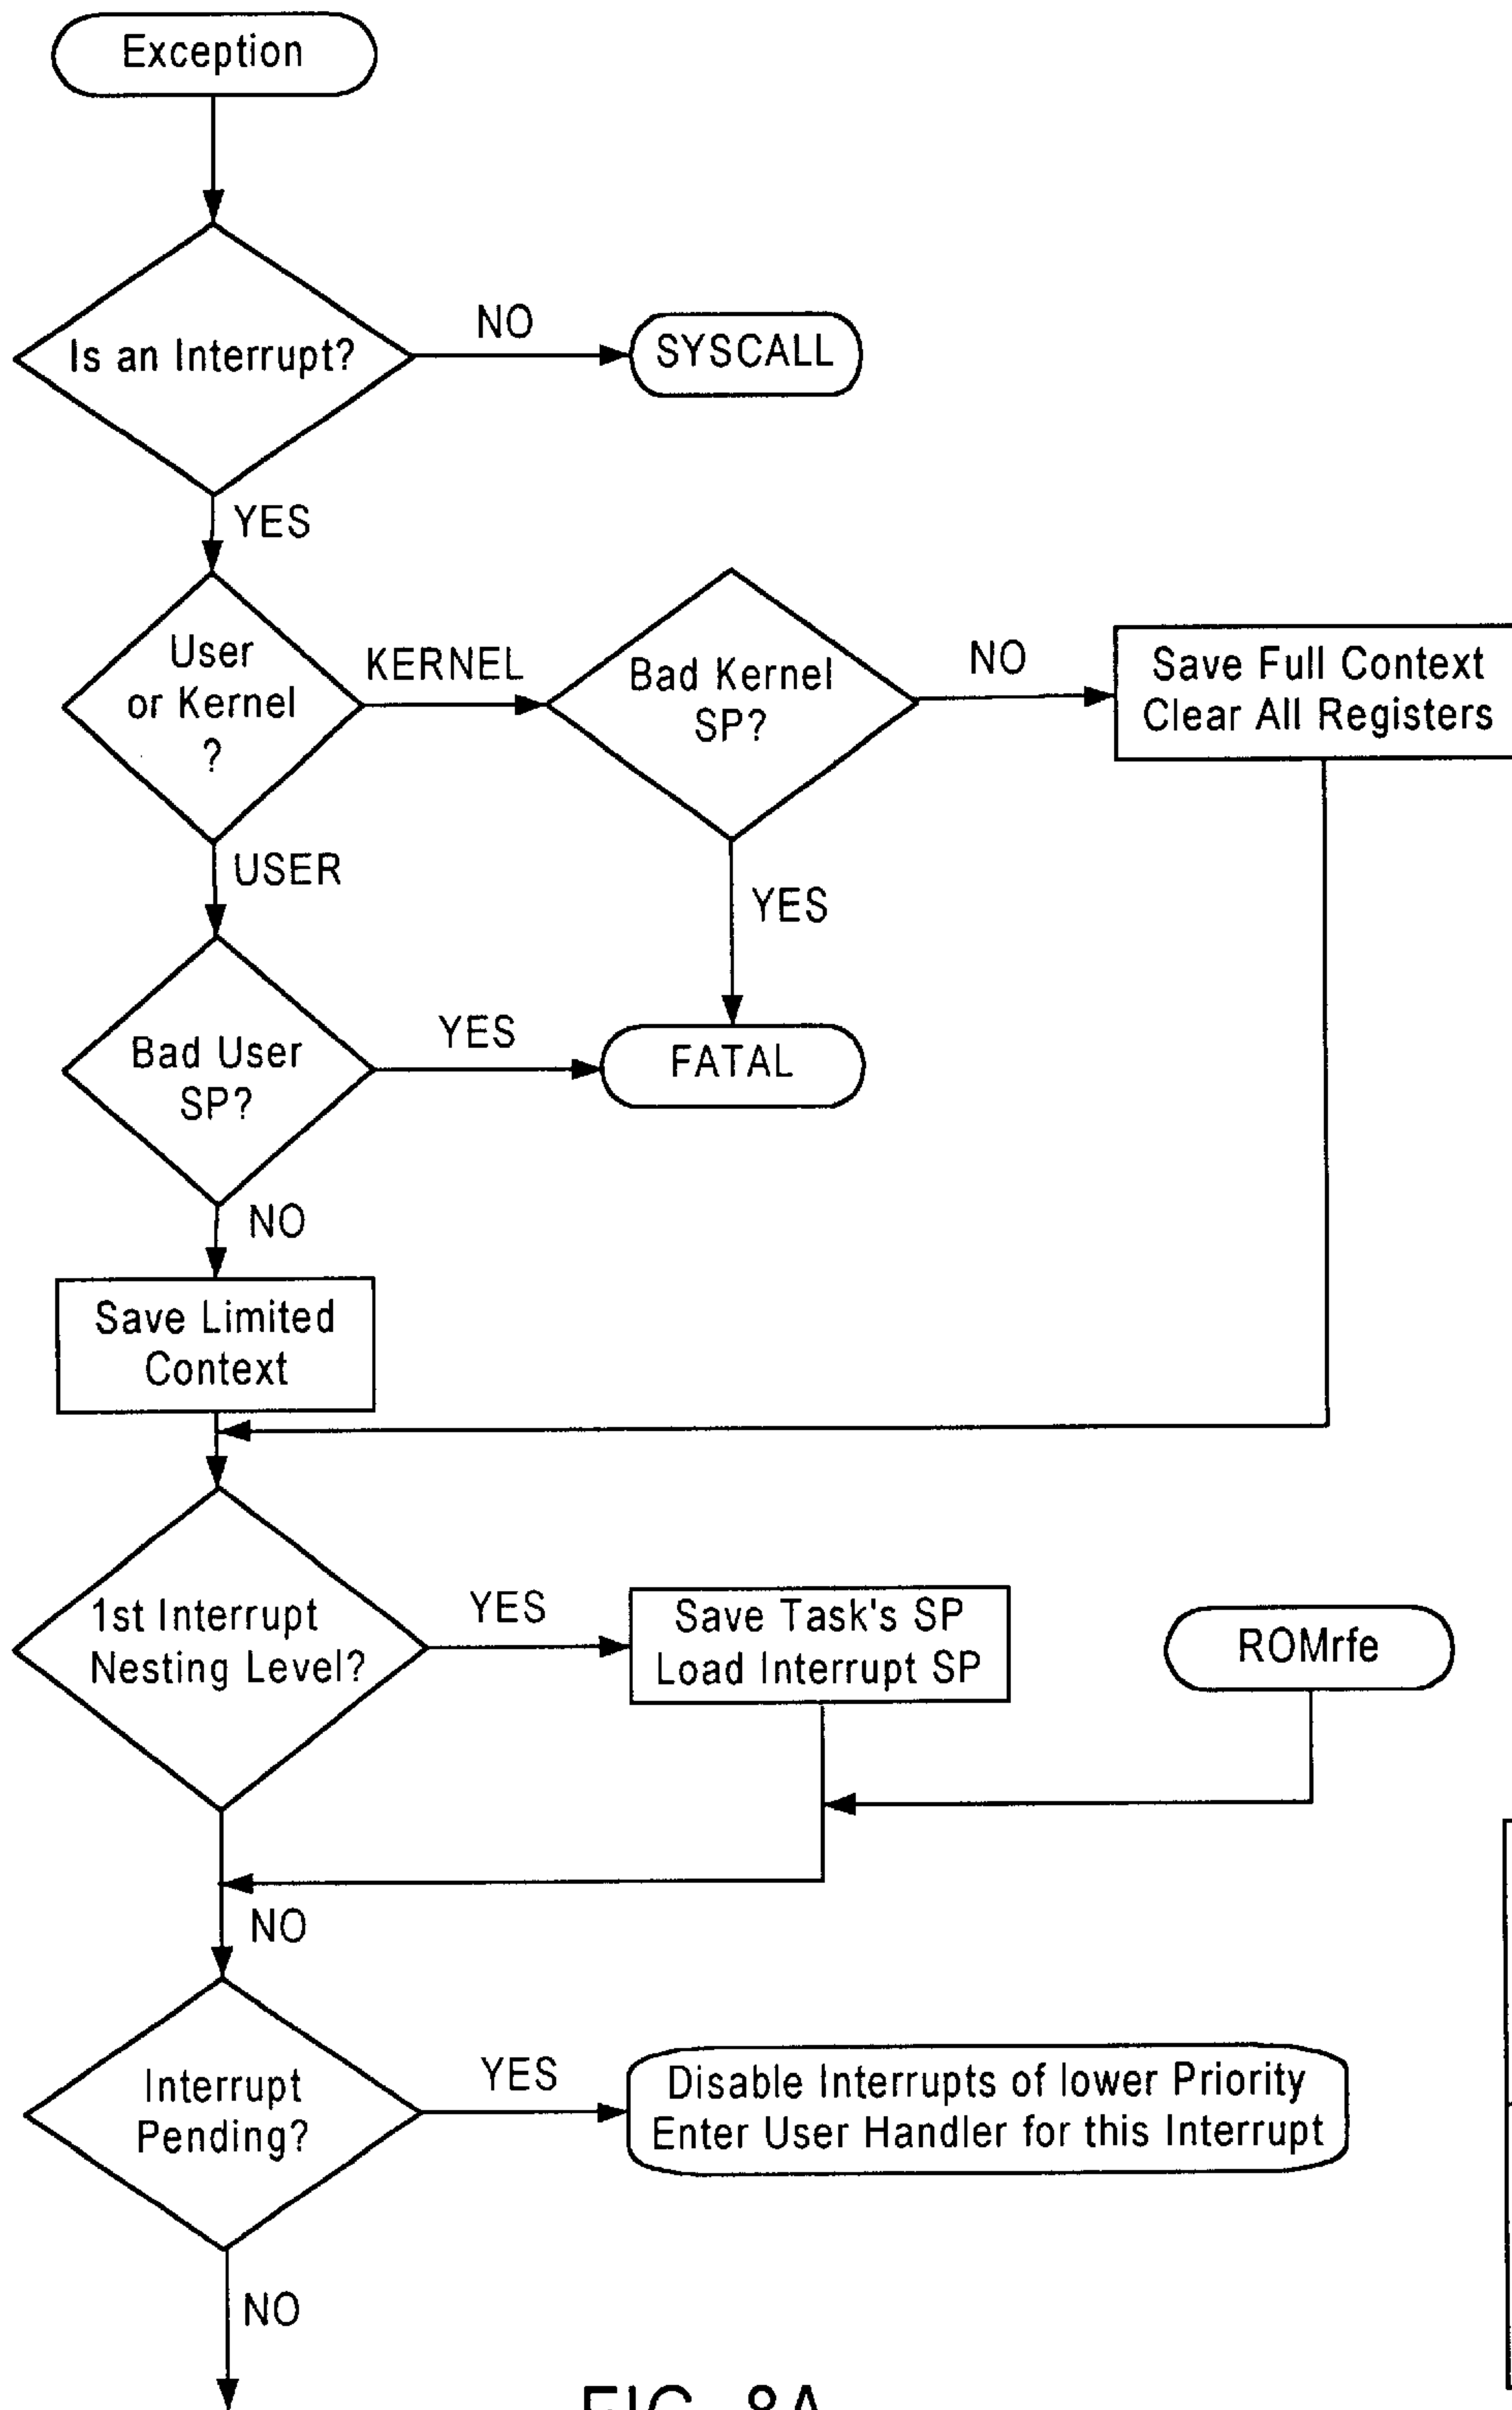 Exception
Is an Interrupt?
NO
SYSCALL
YES
User
or Kernel
?
KERNEL
Bad Kernel
SP?
NO
Save Full Context
Clear All Registers
USER
YES
Bad User
SP?
YES
FATAL
NO
Save Limited
Context
1st Interrupt
Nesting Level?
YES
Save Task's SP
Load Interrupt SP
ROMrfe
NO
Interrupt
Pending?
YES
Disable Interrupts of lower Priority
Enter User Handler for this Interrupt
NO
FIG. 8A